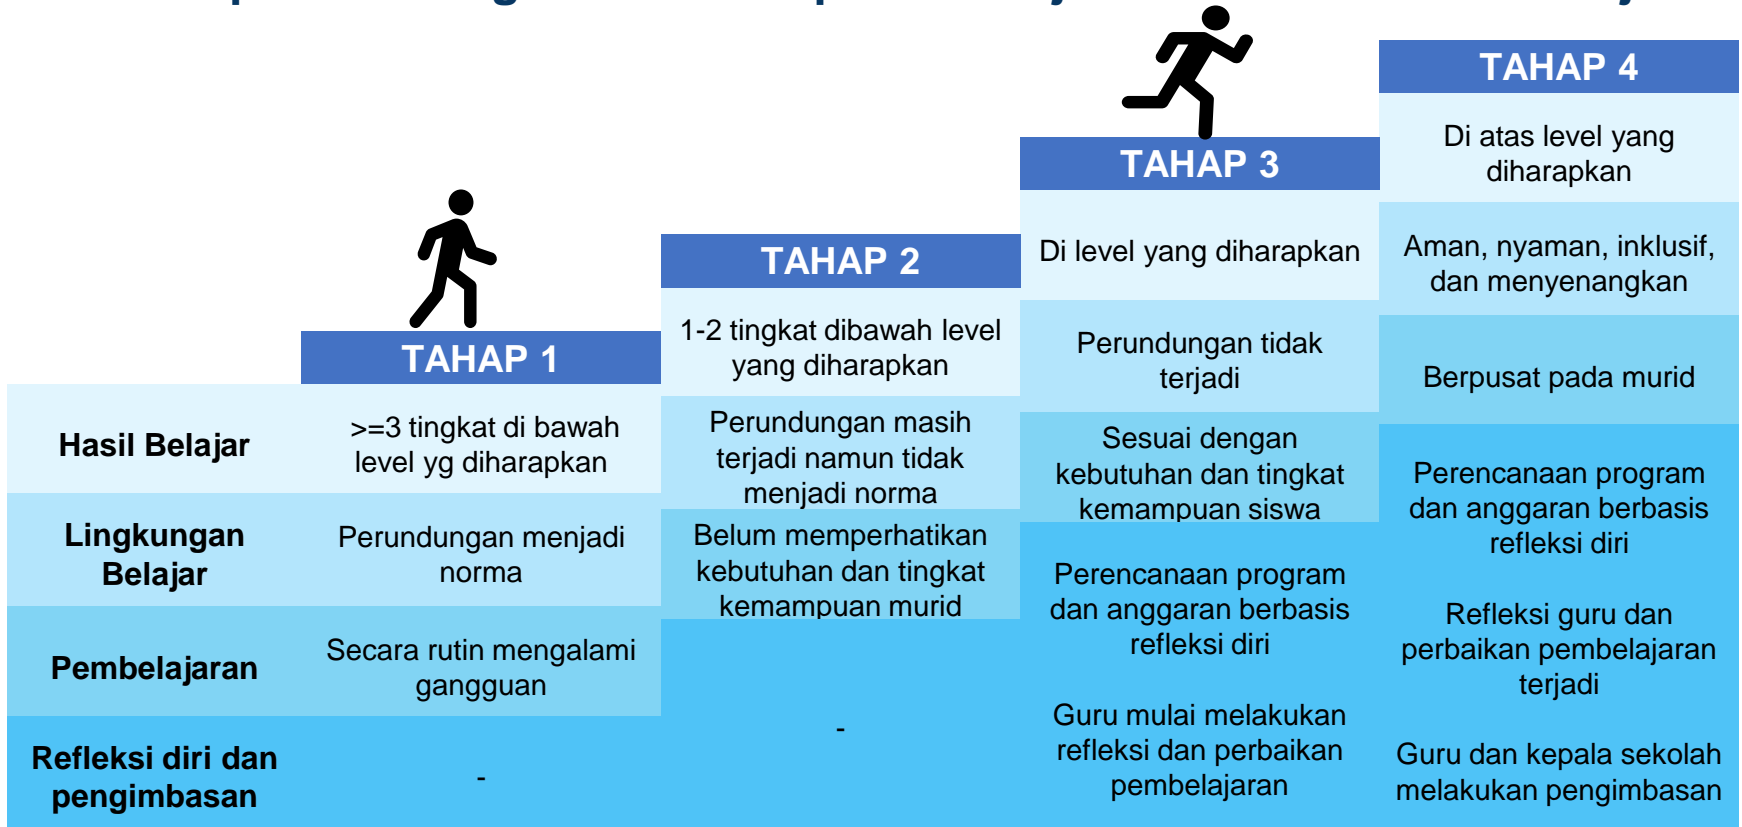 TAHAP 4
Di atas level yang
diharapkan
TAHAP 3
Aman, nyaman, inklusif,
dan menyenangkan
Di level yang diharapkan
TAHAP 2
1-2 tingkat dibawah level
yang diharapkan
Perundungan tidak
terjadi
Berpusat pada murid
TAHAP 1
Hasil Belajar
>=3 tingkat di bawah
level yg diharapkan
Perundungan masih
terjadi namun tidak
menjadi norma
Sesuai dengan
kebutuhan dan tingkat
kemampuan siswa
Perencanaan program
dan anggaran berbasis
refleksi diri
Lingkungan
Belajar
Perundungan menjadi
norma
Belum memperhatikan
kebutuhan dan tingkat
kemampuan murid
Perencanaan program
dan anggaran berbasis
refleksi diri
Refleksi guru dan
perbaikan pembelajaran
terjadi
Pembelajaran
Secara rutin mengalami
gangguan
-
Guru mulai melakukan
refleksi dan perbaikan
pembelajaran
Guru dan kepala sekolah
melakukan pengimbasan
Refleksi diri dan
pengimbasan
-